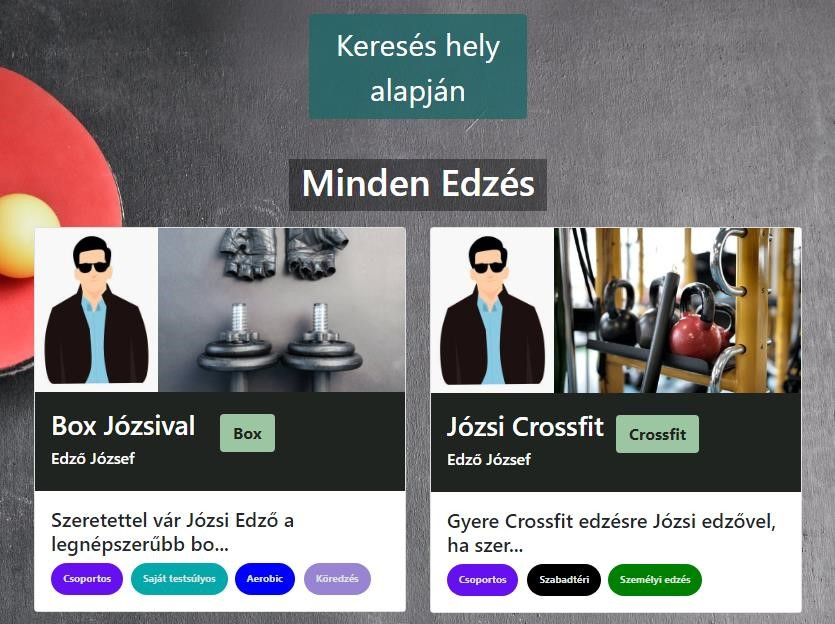 Keresés hely
alapján
Minden Edzés
Box Józsival
Box
Edző József
Szeretettel vár Józsi Edző a
legnépszerűbb bo...
Csoportos
Saját testsúlyos
Aerobic
Köredzés
Józsi Crossfit
Crossfit
Edző József
Gyere Crossfit edzésre Józsi edzővel,
ha szer...
Csoportos
Szabadtéri
Személyi edzés